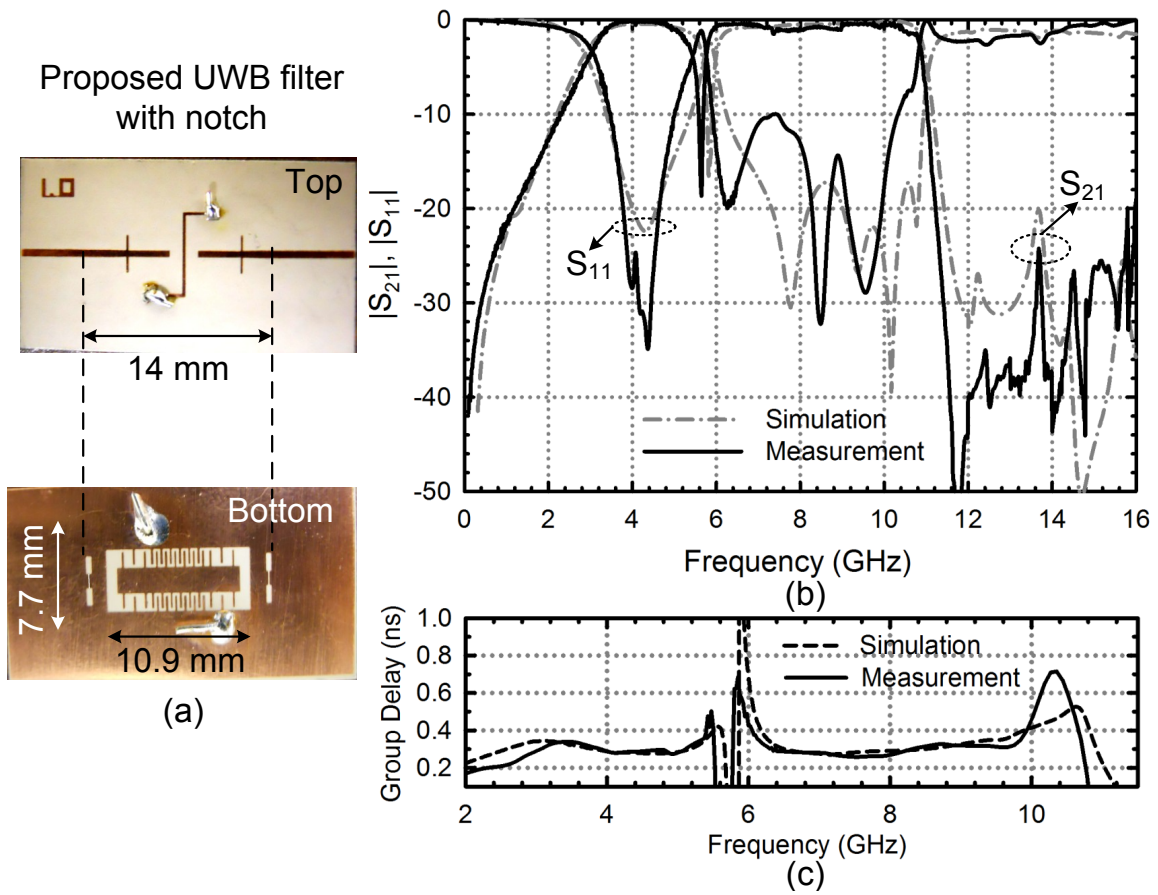 Proposed UWB filter
with notch
Top
14 mm
Bottom
7.7 mm
10.9 mm
(a)
|S21|, |S11|
0
-10
-20
-30
-40
-50
S11
S21
Simulation
Measurement
0 2 4 6 8 10 12 14 16
Frequency (GHz)
(b)
Group Delay (ns)
1.0
0.8
0.6
0.4
0.2
Simulation
Measurement
2 4 6 8 10
Frequency (GHz)
(c)